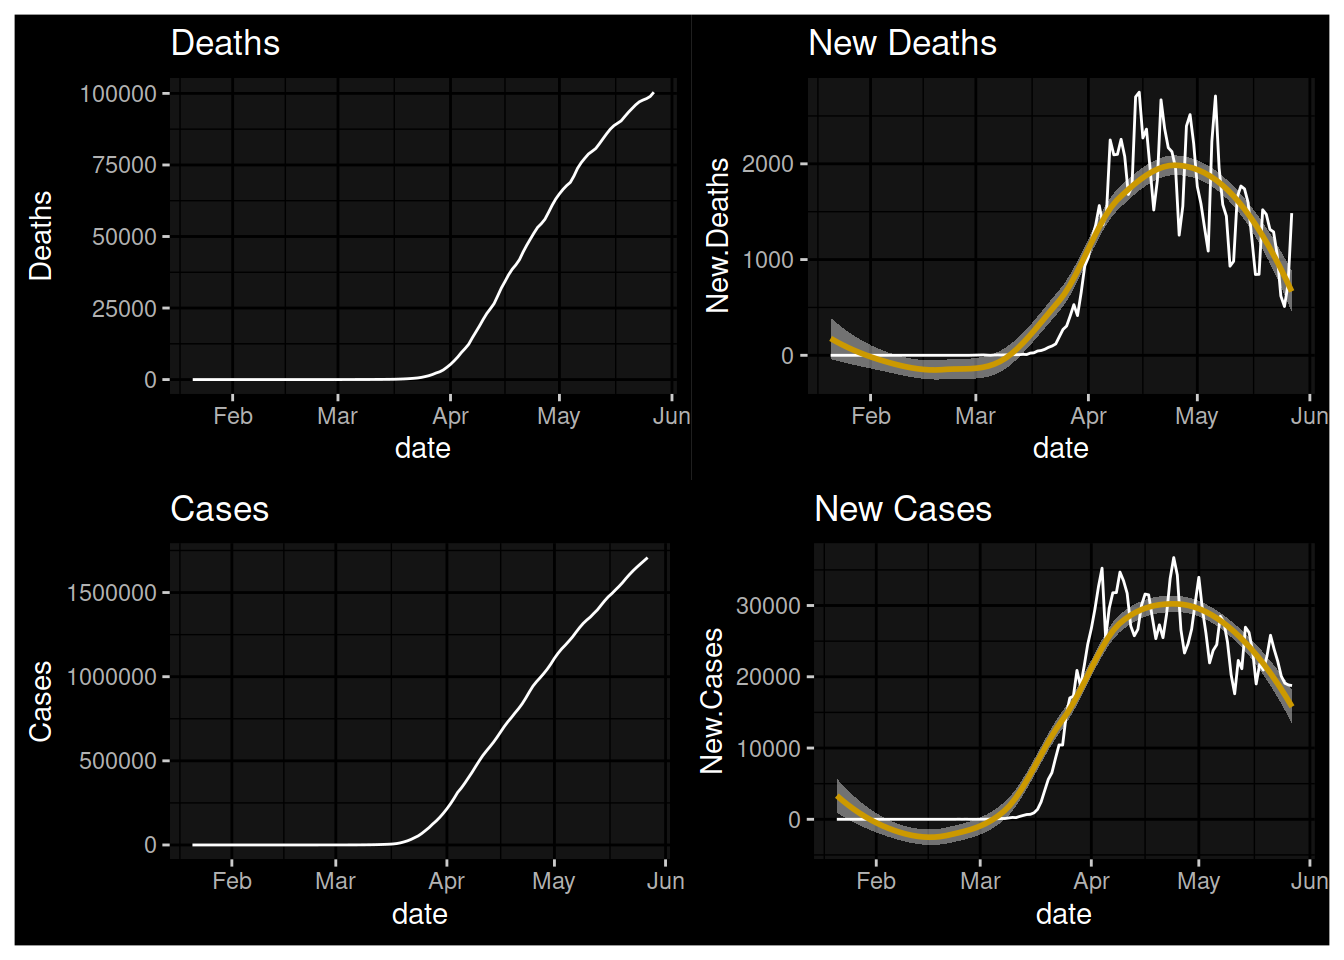 Deaths
100000
75000
50000
25000
0
Deaths
Feb Mar Apr May Jun
date
New Deaths
2000
1000
0
New.Deaths
Feb Mar Apr May Jun
date
Cases
1500000
1000000
500000
0
Cases
Feb Mar Apr May Jun
date
New Cases
30000
20000
10000
0
New.Cases
Feb Mar Apr May Jun
date